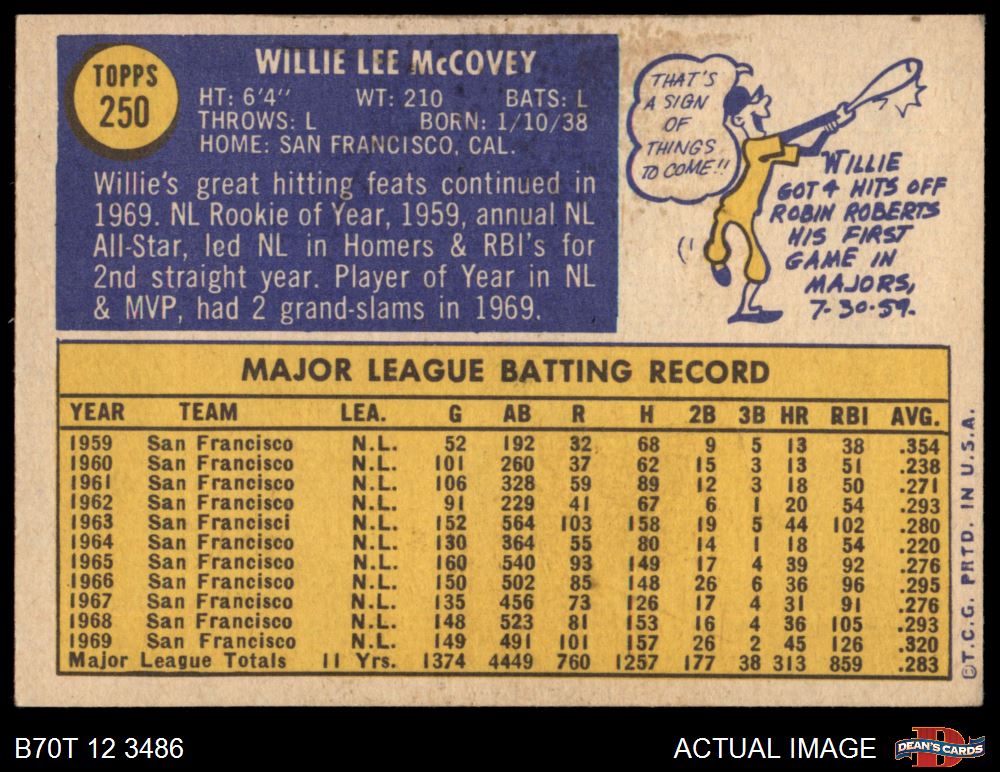 TOPPS
250
WILLIE LEE McCOVEY
HT: 6'4" WT: 210 BATS: L
THROWS: L BORN: 1/10/38
HOME: SAN FRANCISCO, CAL.
Willie's great hitting feats continued in
1969. NL Rookie of Year, 1959, annual NL
All-Star, led NL in Homers & RBI's for
2nd straight year. Player of Year in NL
& MVP, had 2 grand-slams in 1969.
THAT'S
A SIGN
OF
THINGS
TO COME!!
WILLIE
GOT 4 HITS OFF
ROBIN ROBERTS
HIS FIRST
GAME IN
MAJORS,
7-30-59.
MAJOR LEAGUE BATTING RECORD
YEAR TEAM LEA. G AB R H 2B 3B HR RBI AVG.
1959 San Francisco N.L. 52 192 32 68 9 5 13 38 .354
1960 San Francisco N.L. 101 260 37 62 15 3 13 51 .238
1961 San Francisco N.L. 106 328 59 89 12 3 18 50 .271
1962 San Francisco N.L. 91 229 41 67 6 1 20 54 .293
1963 San Francisci N.L. 152 564 103 158 19 5 44 102 .280
1964 San Francisco N.L. 130 364 55 80 14 1 18 54 .220
1965 San Francisco N.L. 160 540 93 149 17 4 39 92 .276
1966 San Francisco N.L. 150 502 85 148 26 6 36 96 .295
1967 San Francisco N.L. 135 456 73 126 17 4 31 91 .276
1968 San Francisco N.L. 148 523 81 153 16 4 36 105 .293
1969 San Francisco N.L. 149 491 101 157 26 2 45 126 .320
Major League Totals 11 Yrs. 1374 4449 760 1257 177 38 313 859 .283
©T.C.G. PRTD. IN U.S.A.
B70T 12 3486
ACTUAL IMAGE
D
DEAN'S CARDS